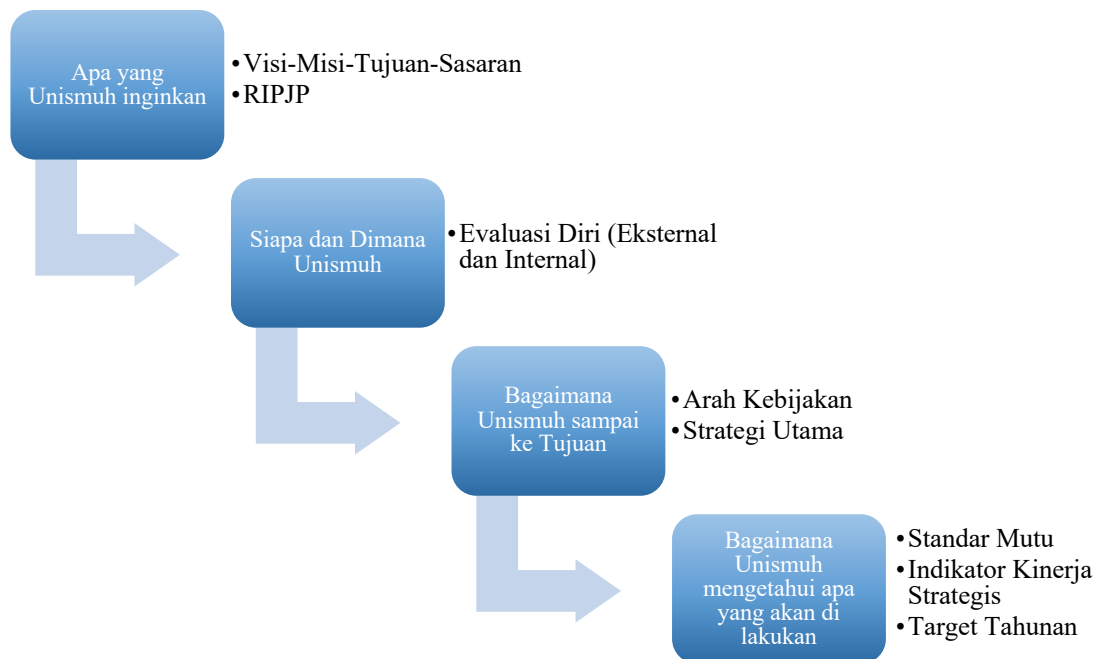 Apa yang
Unismuh inginkan
•Visi-Misi-Tujuan-Sasaran
•RIPJP
Siapa dan Dimana
Unismuh
•Evaluasi Diri (Eksternal
dan Internal)
Bagaimana
Unismuh sampai
ke Tujuan
•Arah Kebijakan
•Strategi Utama
Bagaimana
Unismuh
mengetahui apa
yang akan di
lakukan
•Standar Mutu
•Indikator Kinerja
Strategis
•Target Tahunan